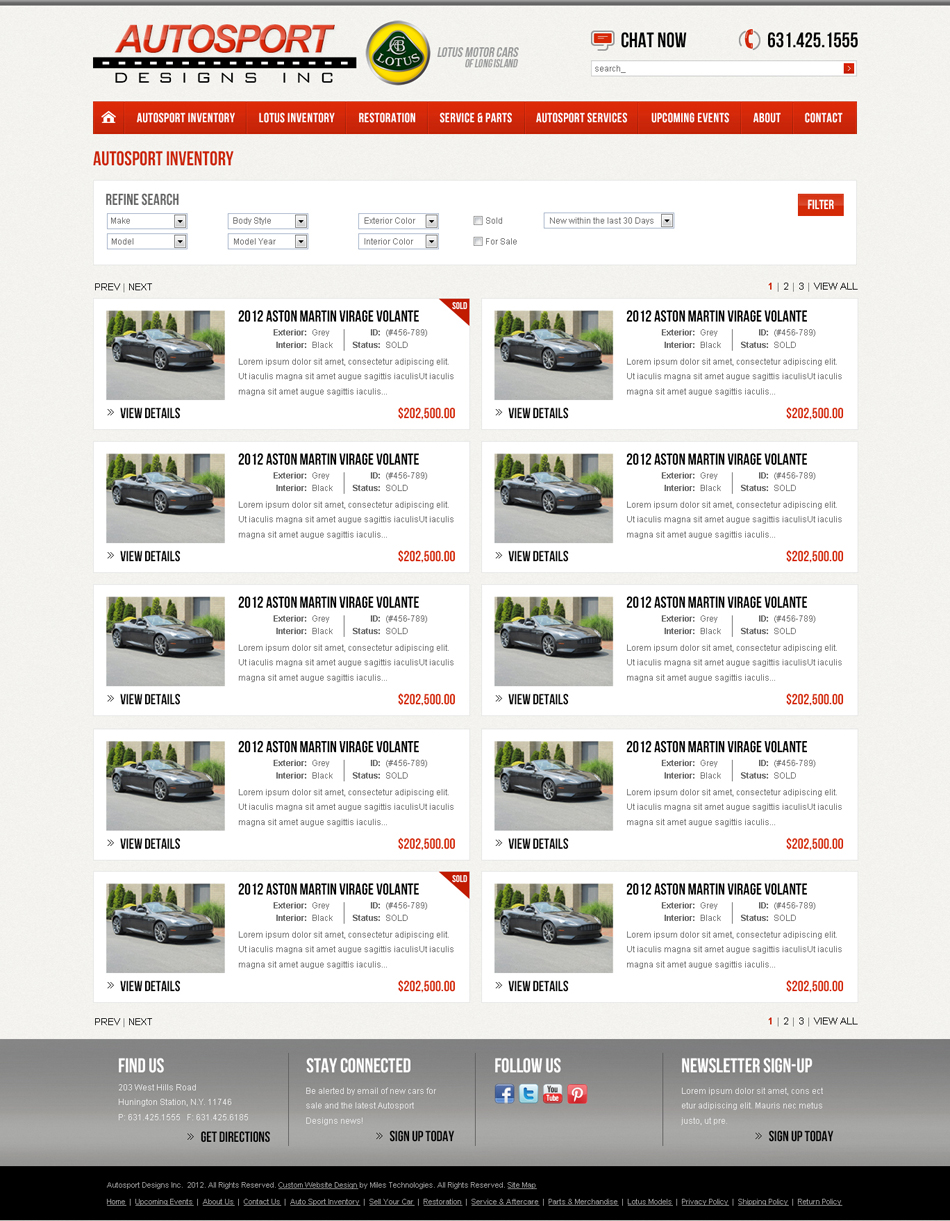 AUTOSPORT
DESIGNS INC
LOTUS
LOTUS MOTOR CARS
OF LONG ISLAND
CHAT NOW
631.425.1555
search_
AUTOSPORT INVENTORY LOTUS INVENTORY RESTORATION SERVICE & PARTS AUTOSPORT SERVICES UPCOMING EVENTS ABOUT CONTACT
AUTOSPORT INVENTORY
REFINE SEARCH
FILTER
Make Body Style Exterior Color Sold New within the last 30 Days
Model Model Year Interior Color For Sale
PREV | NEXT 1 | 2 | 3 | VIEW ALL
SOLD
2012 ASTON MARTIN VIRAGE VOLANTE
Exterior: Grey ID: (#456-789)
Interior: Black Status: SOLD
Lorem ipsum dolor sit amet, consectetur adipiscing elit.
Ut iaculis magna sit amet augue sagittis iaculisUt iaculis
magna sit amet augue sagittis iaculis...
» VIEW DETAILS $202,500.00
2012 ASTON MARTIN VIRAGE VOLANTE
Exterior: Grey ID: (#456-789)
Interior: Black Status: SOLD
Lorem ipsum dolor sit amet, consectetur adipiscing elit.
Ut iaculis magna sit amet augue sagittis iaculisUt iaculis
magna sit amet augue sagittis iaculis...
» VIEW DETAILS $202,500.00
2012 ASTON MARTIN VIRAGE VOLANTE
Exterior: Grey ID: (#456-789)
Interior: Black Status: SOLD
Lorem ipsum dolor sit amet, consectetur adipiscing elit.
Ut iaculis magna sit amet augue sagittis iaculisUt iaculis
magna sit amet augue sagittis iaculis...
» VIEW DETAILS $202,500.00
2012 ASTON MARTIN VIRAGE VOLANTE
Exterior: Grey ID: (#456-789)
Interior: Black Status: SOLD
Lorem ipsum dolor sit amet, consectetur adipiscing elit.
Ut iaculis magna sit amet augue sagittis iaculisUt iaculis
magna sit amet augue sagittis iaculis...
» VIEW DETAILS $202,500.00
2012 ASTON MARTIN VIRAGE VOLANTE
Exterior: Grey ID: (#456-789)
Interior: Black Status: SOLD
Lorem ipsum dolor sit amet, consectetur adipiscing elit.
Ut iaculis magna sit amet augue sagittis iaculisUt iaculis
magna sit amet augue sagittis iaculis...
» VIEW DETAILS $202,500.00
2012 ASTON MARTIN VIRAGE VOLANTE
Exterior: Grey ID: (#456-789)
Interior: Black Status: SOLD
Lorem ipsum dolor sit amet, consectetur adipiscing elit.
Ut iaculis magna sit amet augue sagittis iaculisUt iaculis
magna sit amet augue sagittis iaculis...
» VIEW DETAILS $202,500.00
2012 ASTON MARTIN VIRAGE VOLANTE
Exterior: Grey ID: (#456-789)
Interior: Black Status: SOLD
Lorem ipsum dolor sit amet, consectetur adipiscing elit.
Ut iaculis magna sit amet augue sagittis iaculisUt iaculis
magna sit amet augue sagittis iaculis...
» VIEW DETAILS $202,500.00
2012 ASTON MARTIN VIRAGE VOLANTE
Exterior: Grey ID: (#456-789)
Interior: Black Status: SOLD
Lorem ipsum dolor sit amet, consectetur adipiscing elit.
Ut iaculis magna sit amet augue sagittis iaculisUt iaculis
magna sit amet augue sagittis iaculis...
» VIEW DETAILS $202,500.00
SOLD
2012 ASTON MARTIN VIRAGE VOLANTE
Exterior: Grey ID: (#456-789)
Interior: Black Status: SOLD
Lorem ipsum dolor sit amet, consectetur adipiscing elit.
Ut iaculis magna sit amet augue sagittis iaculisUt iaculis
magna sit amet augue sagittis iaculis...
» VIEW DETAILS $202,500.00
2012 ASTON MARTIN VIRAGE VOLANTE
Exterior: Grey ID: (#456-789)
Interior: Black Status: SOLD
Lorem ipsum dolor sit amet, consectetur adipiscing elit.
Ut iaculis magna sit amet augue sagittis iaculisUt iaculis
magna sit amet augue sagittis iaculis...
» VIEW DETAILS $202,500.00
PREV | NEXT 1 | 2 | 3 | VIEW ALL
FIND US
203 West Hills Road
Hunington Station, N.Y. 11746
P: 631.425.1555 F: 631.425.6185
» GET DIRECTIONS
STAY CONNECTED
Be alerted by email of new cars for
sale and the latest Autosport
Designs news!
» SIGN UP TODAY
FOLLOW US
You Tube
NEWSLETTER SIGN-UP
Lorem ipsum dolor sit amet, cons ect
etur adipiscing elit. Mauris nec metus
justo, ut pre.
» SIGN UP TODAY
Autosport Designs Inc. 2012. All Rights Reserved. Custom Website Design by Miles Technologies. All Rights Reserved. Site Map
Home | Upcoming Events | About Us | Contact Us | Auto Sport Inventory | Sell Your Car | Restoration | Service & Aftercare | Parts & Merchandise | Lotus Models | Privacy Policy | Shipping Policy | Return Policy